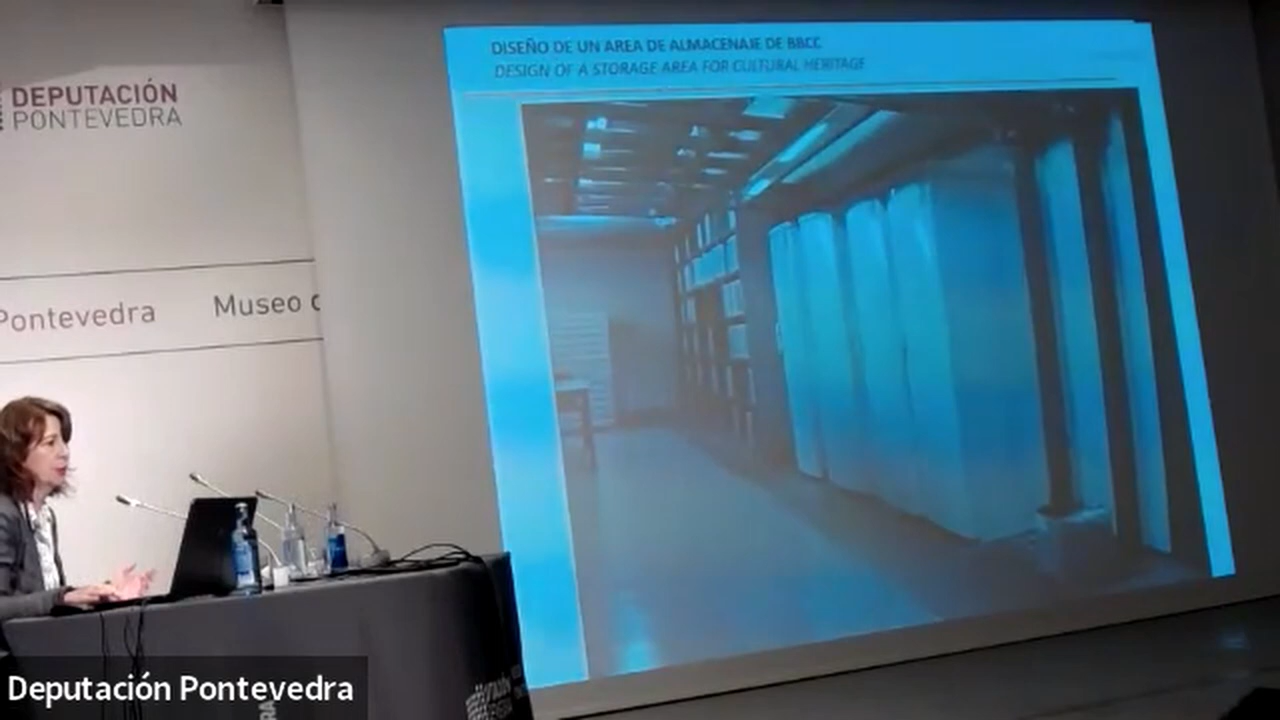 DEPUTACIÓN
PONTEVEDRA
DISEÑO DE UN AREA DE ALMACENAJE DE BBCC
DESIGN OF A STORAGE AREA FOR CULTURAL HERITAGE
Pontevedra Museo
Deputación Pontevedra